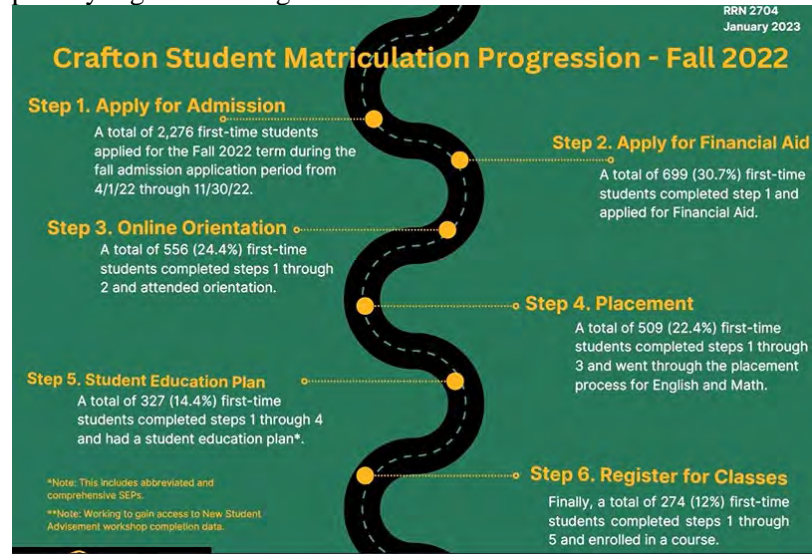 RRN 2704
January 2023
Crafton Student Matriculation Progression - Fall 2022
Step 1. Apply for Admission
A total of 2,276 first-time students
applied for the Fall 2022 term during the
fall admission application period from
4/1/22 through 11/30/22.
Step 2. Apply for Financial Aid
A total of 699 (30.7%) first-time
students completed step 1 and
applied for Financial Aid.
Step 3. Online Orientation
A total of 556 (24.4%) first-time
students completed steps 1 through
2 and attended orientation.
Step 4. Placement
A total of 509 (22.4%) first-time
students completed steps 1 through
3 and went through the placement
process for English and Math.
Step 5. Student Education Plan
A total of 327 (14.4%) first-time
students completed steps 1 through 4
and had a student education plan*.
*Note: This includes abbreviated and
comprehensive SEPs.
**Note: Working to gain access to New Student
Advisement workshop completion data.
Step 6. Register for Classes
Finally, a total of 274 (12%) first-time
students completed steps 1 through
5 and enrolled in a course.